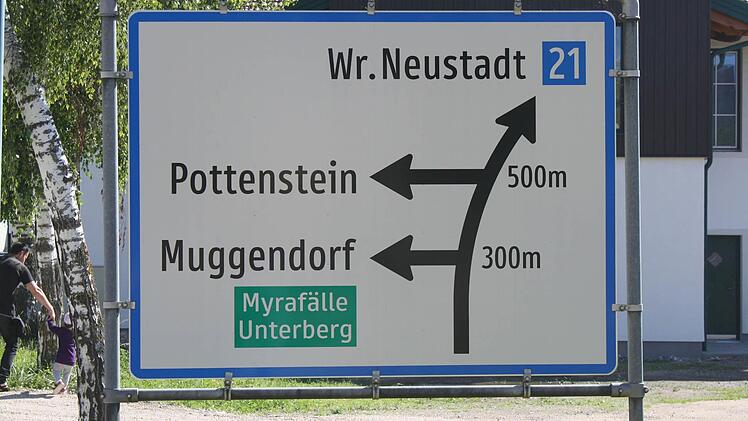 Wr. Neustadt 21
Pottenstein 500m
Muggendorf 300m
Myrafälle
Unterberg